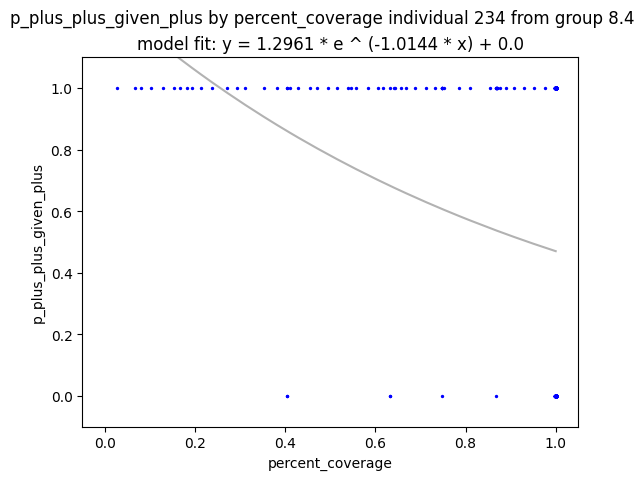 p_plus_plus_given_plus by percent_coverage individual 234 from group 8.4
model fit: y = 1.2961 * e ^ (-1.0144 * x) + 0.0
1.0
0.8
0.6
0.4
0.2
0.0
p_plus_plus_given_plus
0.0 0.2 0.4 0.6 0.8 1.0
percent_coverage